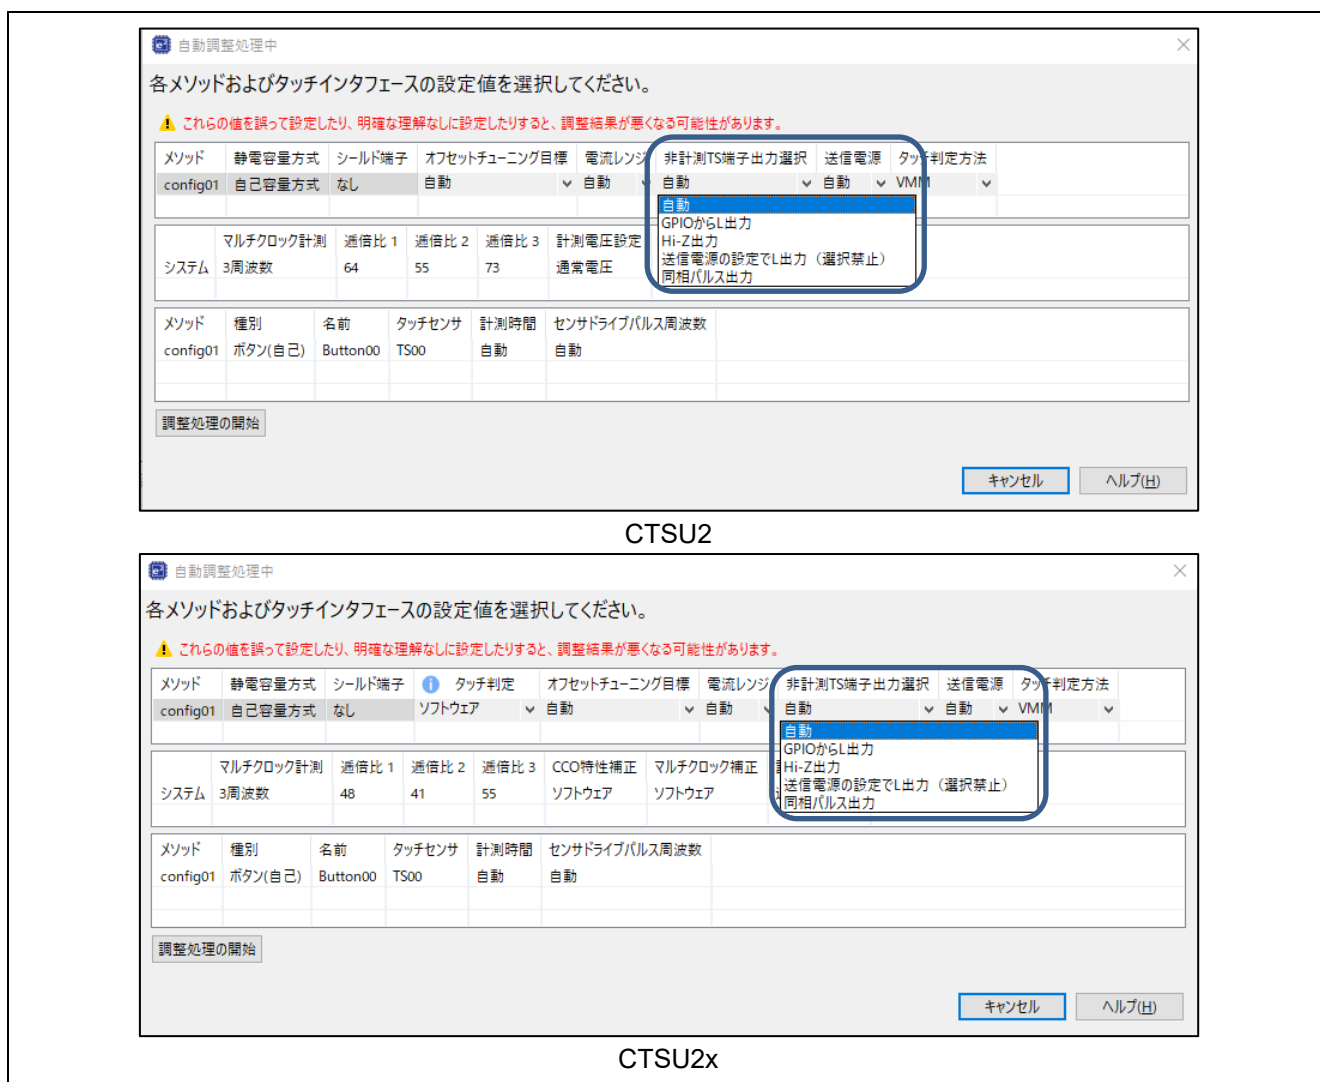 自動調整処理中
各メソッドおよびタッチインタフェースの設定値を選択してください。
これらの値を誤って設定したり、明確な理解なしに設定したりすると、調整結果が悪くなる可能性があります。
メソッド 静電容量方式 シールド端子 オフセットチューニング目標 電流レンジ 非計測TS端子出力選択 送信電源 タッチ判定方法
config01 自己容量方式 なし 自動 自動 自動 自動 VMM
自動
GPIOからL出力
Hi-Z出力
送信電源の設定でL出力（選択禁止）
同相パルス出力
マルチクロック計測 逓倍比 1 逓倍比 2 逓倍比 3 計測電圧設定
システム 3周波数 64 55 73 通常電圧
メソッド 種別 名前 タッチセンサ 計測時間 センサドライブパルス周波数
config01 ボタン(自己) Button00 TS00 自動 自動
調整処理の開始
キャンセル ヘルプ(H)
CTSU2
自動調整処理中
各メソッドおよびタッチインタフェースの設定値を選択してください。
これらの値を誤って設定したり、明確な理解なしに設定したりすると、調整結果が悪くなる可能性があります。
メソッド 静電容量方式 シールド端子 タッチ判定 オフセットチューニング目標 電流レンジ 非計測TS端子出力選択 送信電源 タッチ判定方法
config01 自己容量方式 なし ソフトウェア 自動 自動 自動 自動 VMM
自動
GPIOからL出力
Hi-Z出力
送信電源の設定でL出力（選択禁止）
同相パルス出力
マルチクロック計測 逓倍比 1 逓倍比 2 逓倍比 3 CCO特性補正 マルチクロック補正
システム 3周波数 48 41 55 ソフトウェア ソフトウェア
メソッド 種別 名前 タッチセンサ 計測時間 センサドライブパルス周波数
config01 ボタン(自己) Button00 TS00 自動 自動
調整処理の開始
キャンセル ヘルプ(H)
CTSU2x